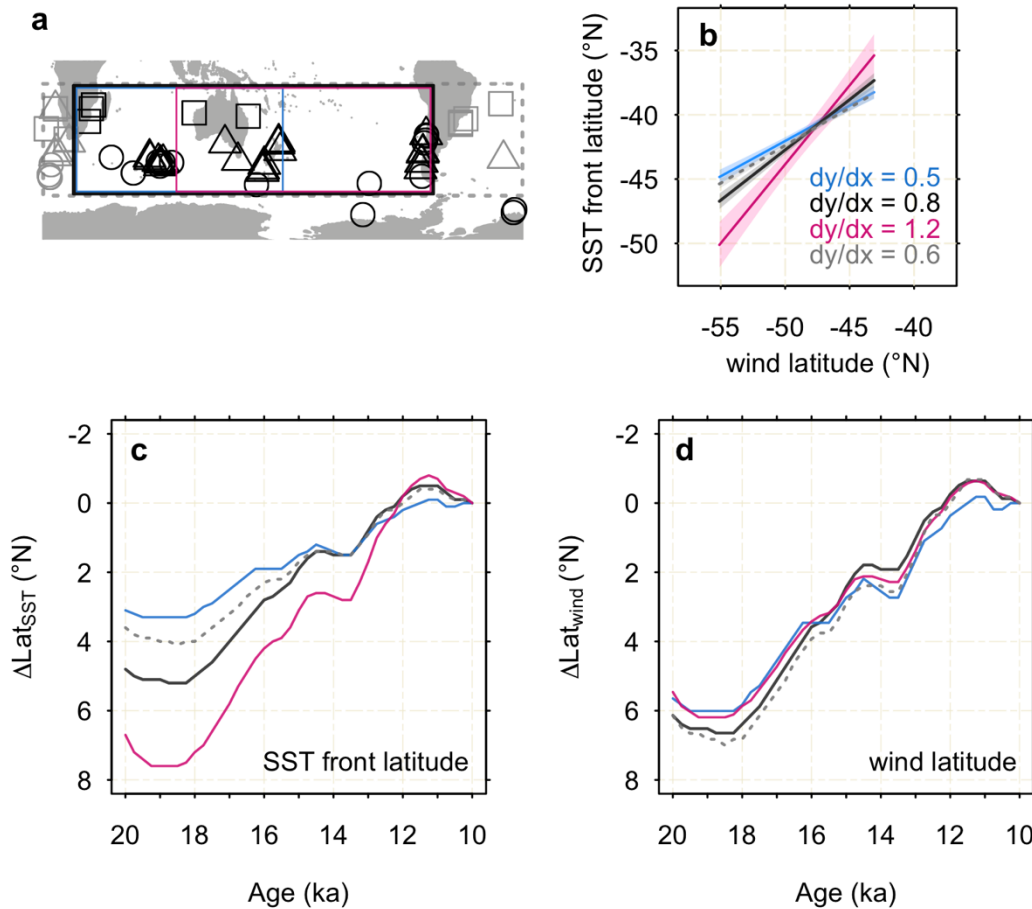 a
b
SST front latitude (°N)
-35
-40
-45
-50
dy/dx = 0.5
dy/dx = 0.8
dy/dx = 1.2
dy/dx = 0.6
-55 -50 -45 -40
wind latitude (°N)
c
ΔLatSST (°N)
-2
0
2
4
6
8
SST front latitude
20 18 16 14 12 10
Age (ka)
d
ΔLatwind (°N)
-2
0
2
4
6
8
wind latitude
20 18 16 14 12 10
Age (ka)